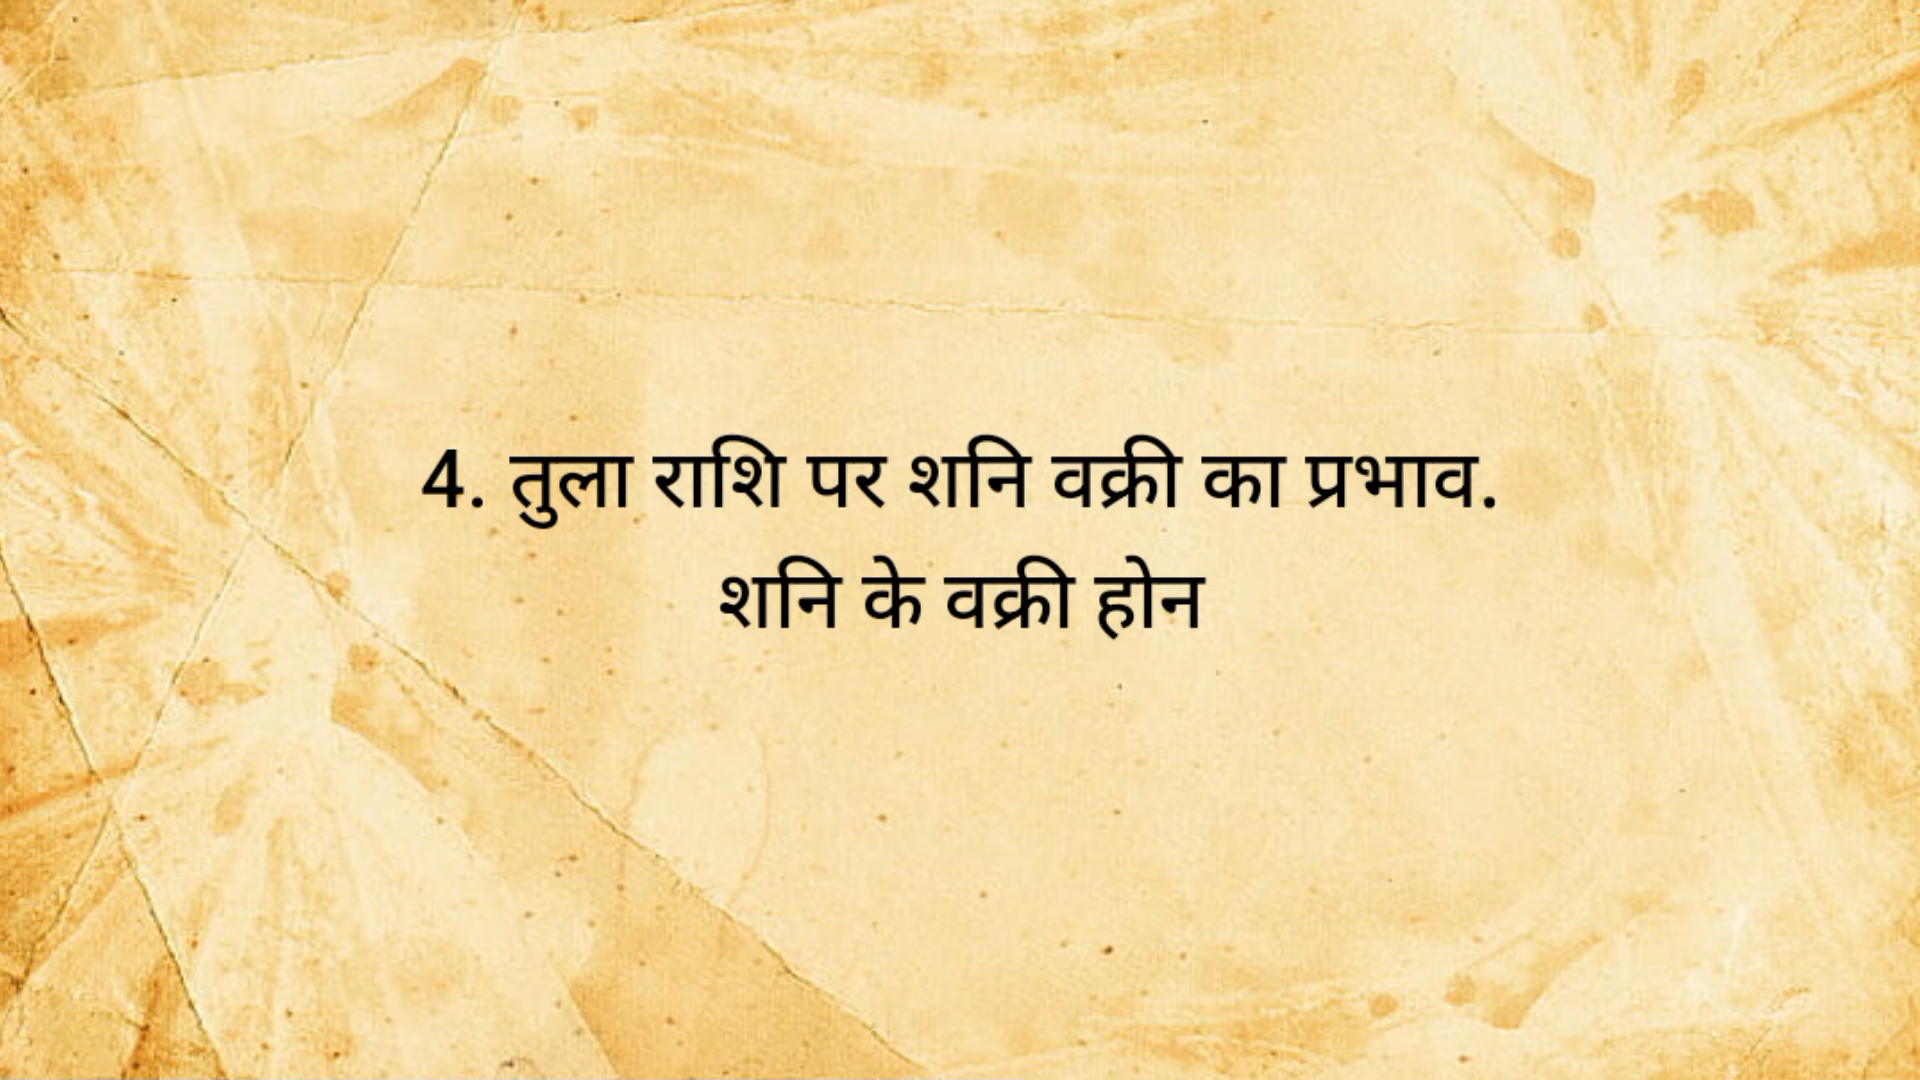 4. तुला राशि पर शनि वक्री का प्रभाव.
शनि के वक्री होन